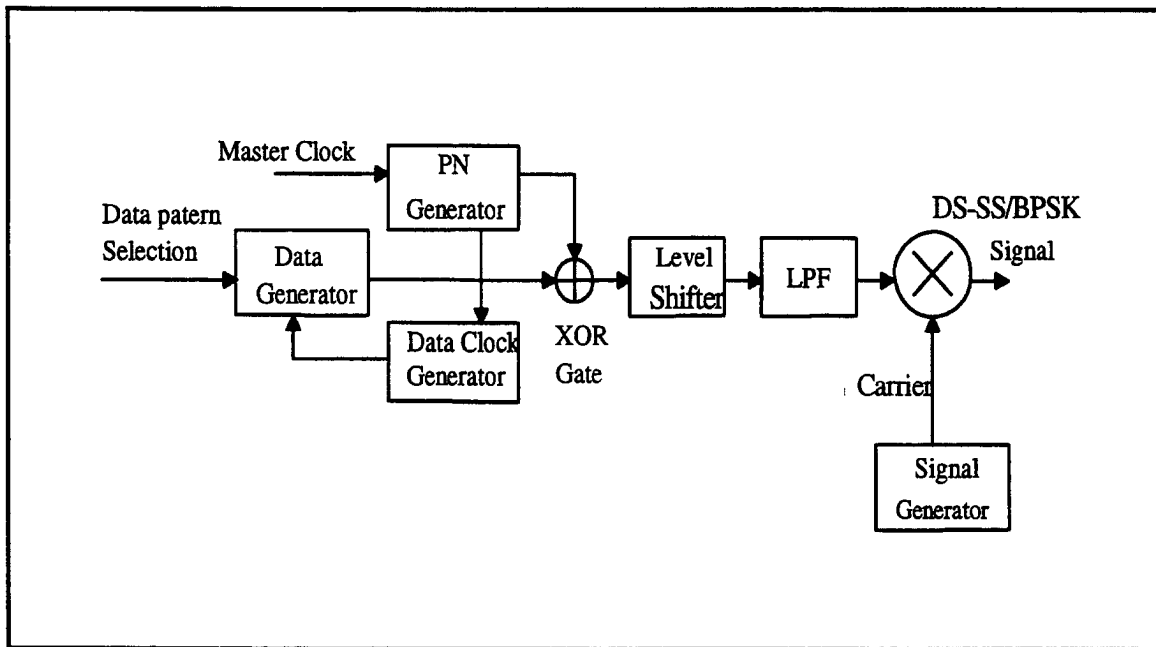 Master Clock
PN
Generator
Data patern
Selection
Data
Generator
Data Clock
Generator
XOR
Gate
Level
Shifter
LPF
DS-SS/BPSK
Signal
Carrier
Signal
Generator